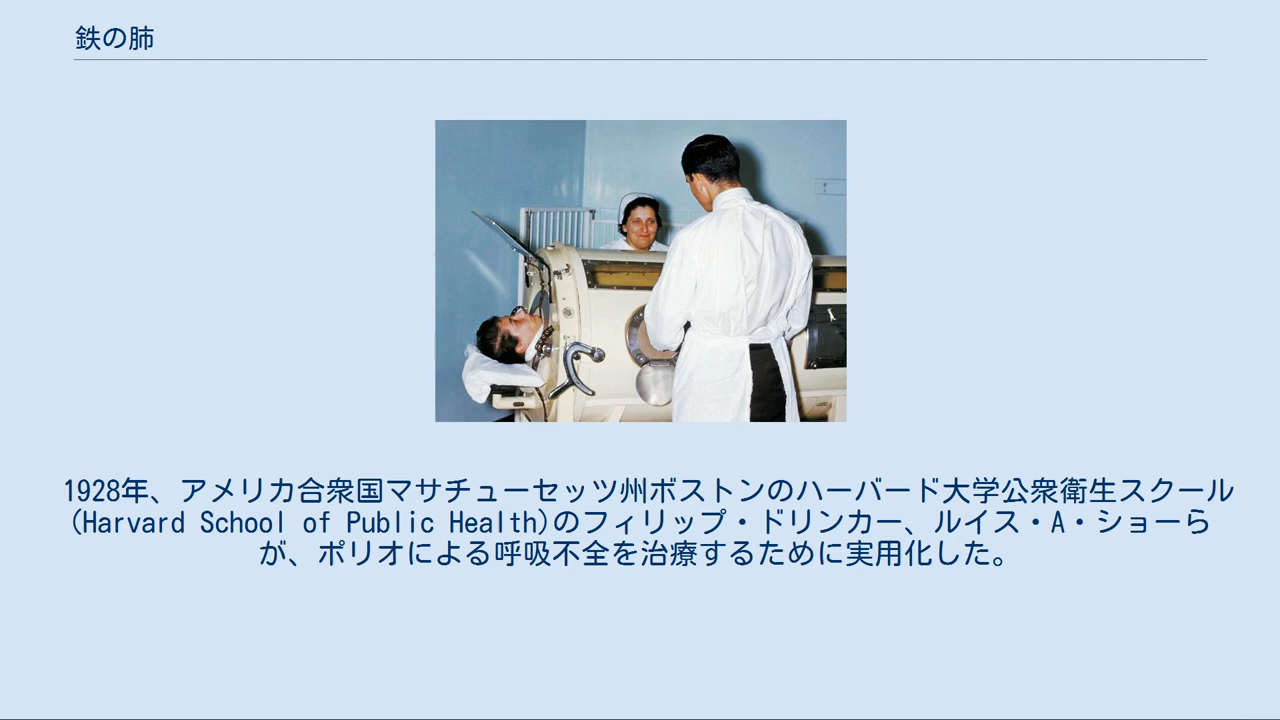 鉄の肺
1928年、アメリカ合衆国マサチューセッツ州ボストンのハーバード大学公衆衛生スクール
(Harvard School of Public Health)のフィリップ・ドリンカー、ルイス・A・ショーら
が、ポリオによる呼吸不全を治療するために実用化した。